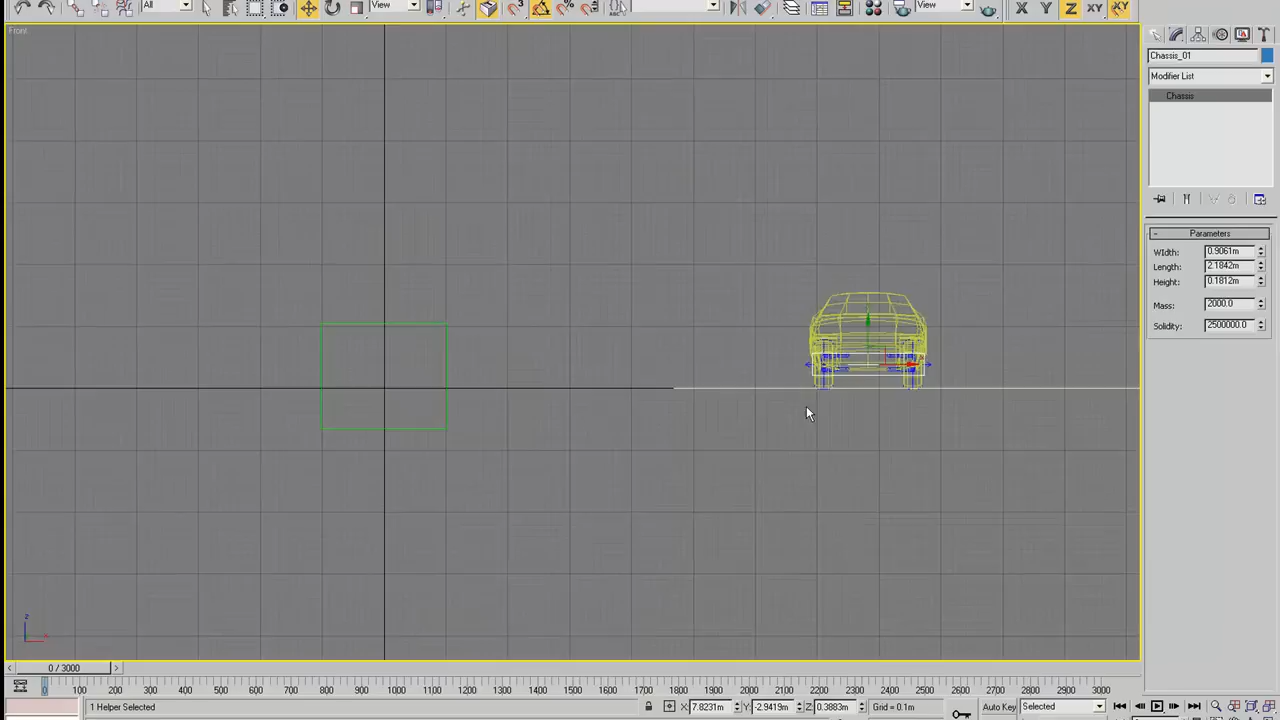 All
View
View
X Y Z XY XY
Front
Chassis_01
Modifier List
Chassis
Parameters
Width: 0.9061m
Length: 2.1842m
Height: 0.1812m
Mass: 2000.0
Solidity: 2500000.0
z
x
< 0 / 3000 >
0 100 200 300 400 500 600 700 800 900 1000 1100 1200 1300 1400 1500 1600 1700 1800 1900 2000 2100 2200 2300 2400 2500 2600 2700 2800 2900 3000
1 Helper Selected X: 7.8231m Y: -2.9419m Z: 0.3883m Grid = 0.1m Auto Key Selected 0